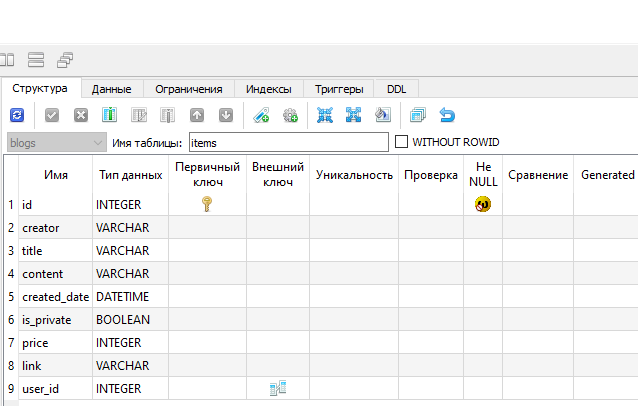 Структура Данные Ограничения Индексы Триггеры DDL
blogs Имя таблицы: items WITHOUT ROWID
Имя Тип данных Первичный ключ Внешний ключ Уникальность Проверка Не NULL Сравнение Generated
1 id INTEGER
2 creator VARCHAR
3 title VARCHAR
4 content VARCHAR
5 created_date DATETIME
6 is_private BOOLEAN
7 price INTEGER
8 link VARCHAR
9 user_id INTEGER